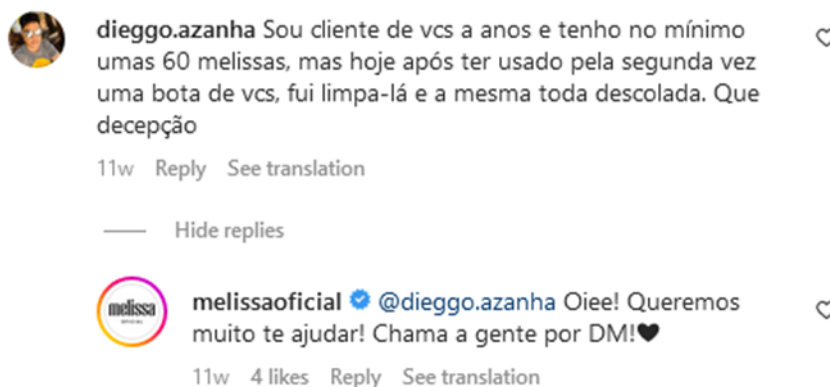 dieggo.azanha Sou cliente de vcs a anos e tenho no mínimo
umas 60 melissas, mas hoje após ter usado pela segunda vez
uma bota de vcs, fui limpa-lá e a mesma toda descolada. Que
decepção
11w Reply See translation
Hide replies
melissa
melissaoficial @dieggo.azanha Oiee! Queremos
muito te ajudar! Chama a gente por DM!🖤
11w 4 likes Reply See translation